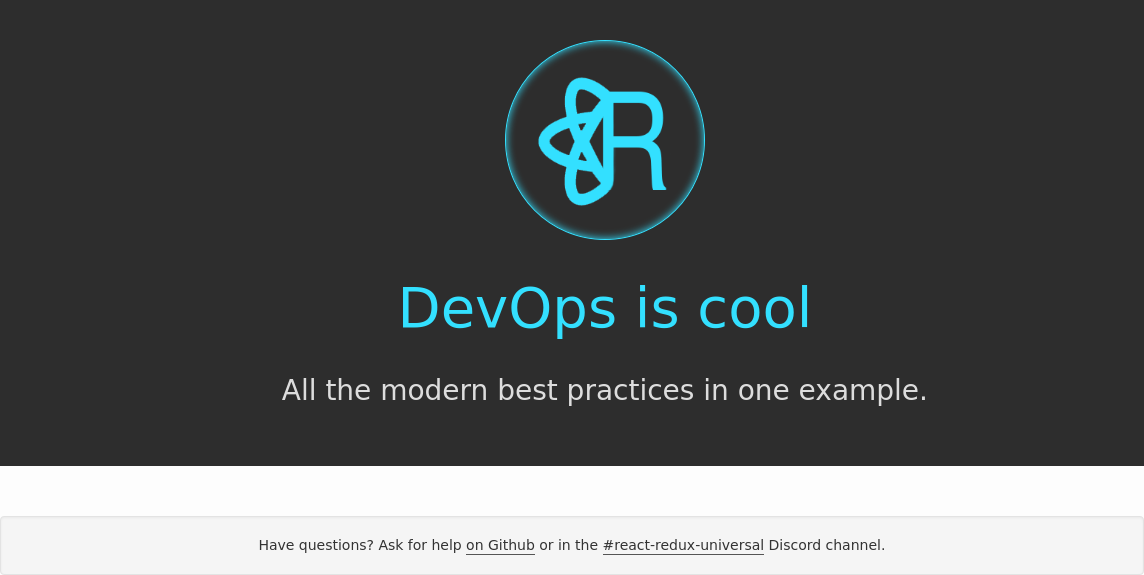 R
DevOps is cool
All the modern best practices in one example.
Have questions? Ask for help on Github or in the #react-redux-universal Discord channel.